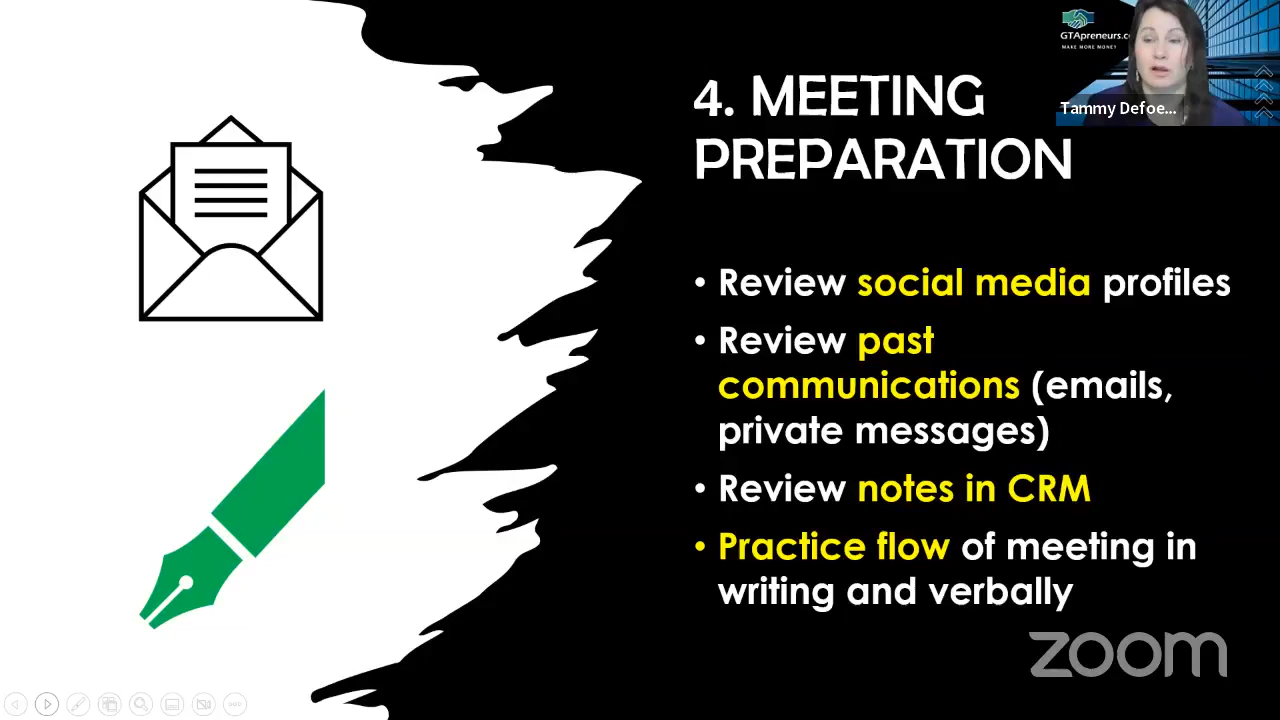 GTApreneurs.c
MAKE MORE MONEY
Tammy Defoe...
4. MEETING
PREPARATION
• Review social media profiles
• Review past
communications (emails,
private messages)
• Review notes in CRM
• Practice flow of meeting in
writing and verbally
zoom